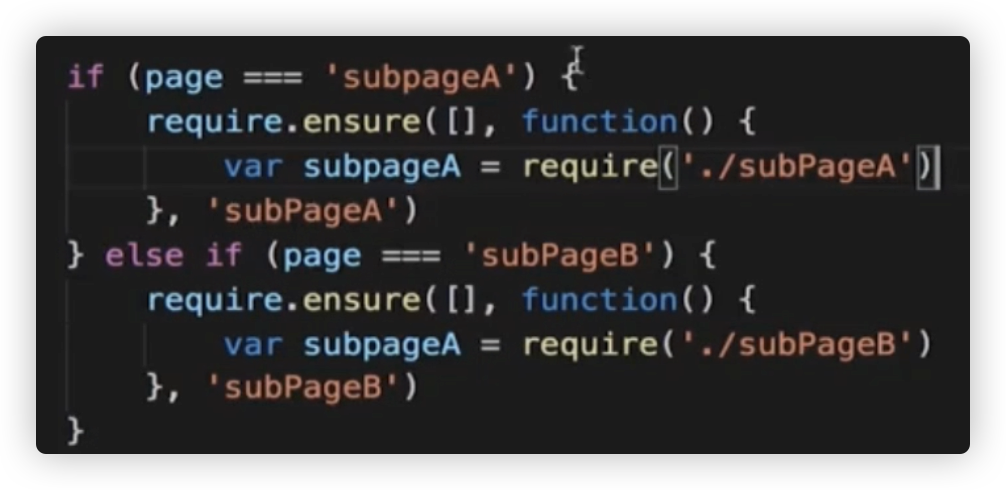 if (page === 'subpageA') {
    require.ensure([], function() {
        var subpageA = require('./subPageA')
    }, 'subPageA')
} else if (page === 'subPageB') {
    require.ensure([], function() {
        var subpageA = require('./subPageB')
    }, 'subPageB')
}